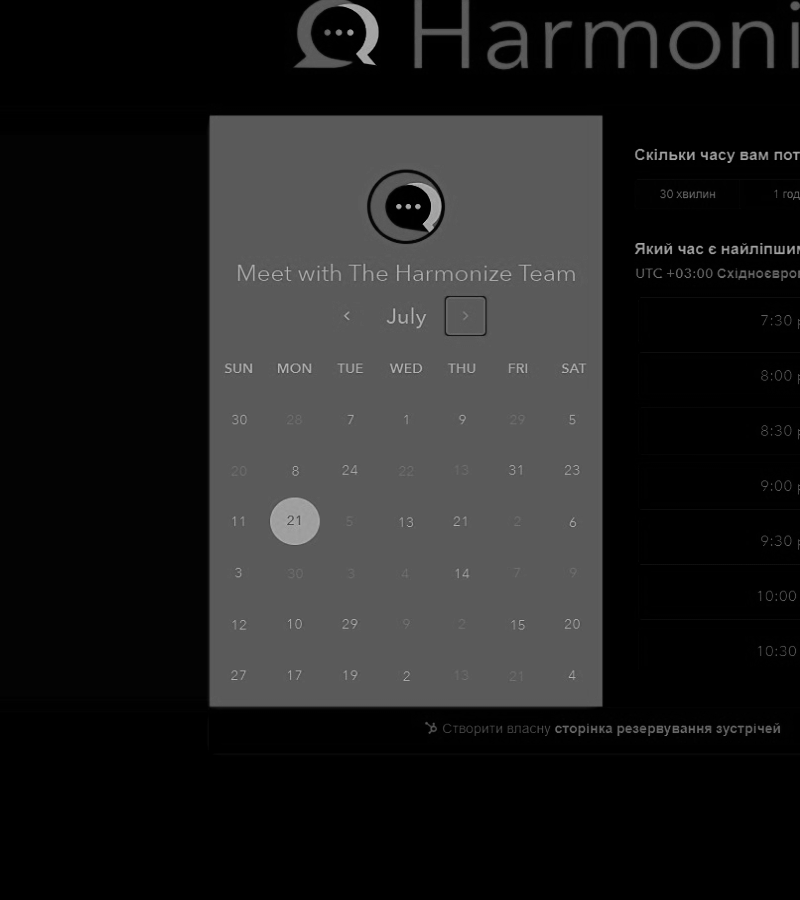 Harmoni
Meet with The Harmonize Team
July
SUN MON TUE WED THU FRI SAT
30 28 7 1 9 29 5
20 8 24 22 13 31 23
11 21 5 13 21 2 6
3 30 3 4 14 7 9
12 10 29 9 2 15 20
27 17 19 2 13 21 4
Скільки часу вам пот
30 хвилин 1 год
Який час є найліпшим
UTC +03:00 Східноєвро
7:30
8:00
8:30
9:00
9:30
10:00
10:30
Створити власну сторінка резервування зустрічей